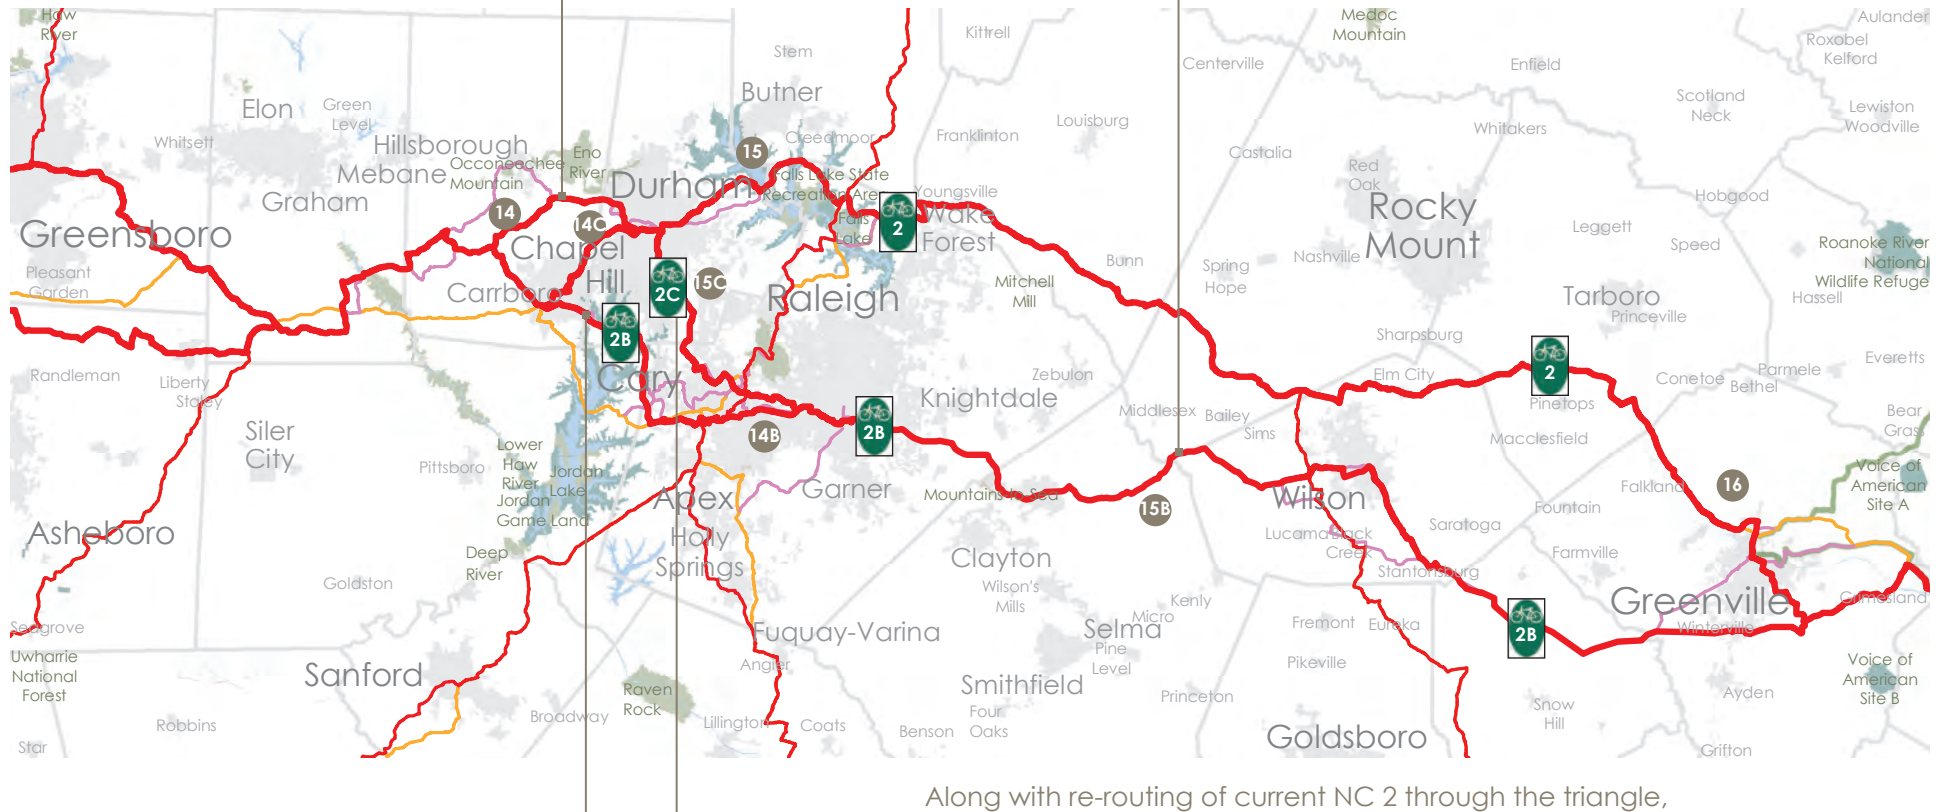 Haw
River
Medoc
Mountain
Aulander
Roxobel
Kelford
Kittrell
Stem
Centerville
Enfield
Butner
Elon
Green
Level
Scotland
Neck
Lewiston
Woodville
Louisburg
Whitsett
Hillsborough
Creedmoor
Franklinton
Whitakers
Castalia
Mebane
Occoneechee
Mountain
Eno
River
15
Red
Oak
Graham
Durham
Falls Lake State
Recreation Area
Youngsville
Hobgood
Rocky
Mount
Greensboro
14
14C
Chapel
Hill
Falls
Lake
2
Wake
Forest
Leggett
Speed
Roanoke River
National
Wildlife Refuge
Pleasant
Garden
Carrboro
2C
15C
Raleigh
Mitchell
Mill
Bunn
Spring
Hope
Nashville
Tarboro
Princeville
Hassell
2B
Sharpsburg
Randleman
Liberty
Staley
Cary
Knightdale
Zebulon
Elm City
2
Conetoe
Bethel
Parmele
Everetts
Siler
City
Middlesex
Bailey
Sims
Pinetops
Bear
Grass
14B
2B
Macclesfield
Pittsboro
Lower
Haw
River
Jordan
Lake
Jordan
Game Land
Apex
Garner
Mountains to Sea
15B
Wilson
Falkland
16
Voice of
American
Site A
Asheboro
Holly
Springs
Clayton
Lucama
Black
Creek
Saratoga
Fountain
Farmville
Deep
River
Goldston
Wilson's
Mills
Stantonsburg
Greenville
Grimesland
Seagrove
Fuquay-Varina
Kenly
Micro
Selma
Pine
Level
Fremont
Eureka
2B
Winterville
Uwharrie
National
Forest
Sanford
Angier
Pikeville
Voice of
American
Site B
Raven
Rock
Smithfield
Princeton
Ayden
Robbins
Broadway
Lillington
Coats
Benson
Four
Oaks
Goldsboro
Snow
Hill
Star
Grifton
Along with re-routing of current NC 2 through the triangle,